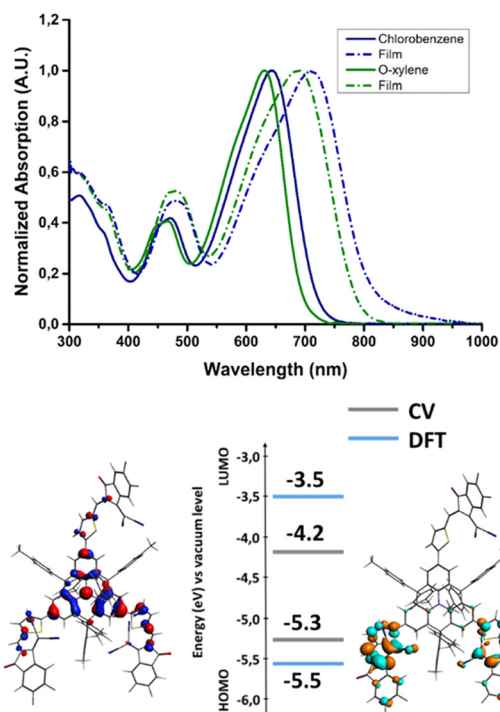 Normalized Absorption (A.U.)
1,2
1,0
0,8
0,6
0,4
0,2
0,0
Chlorobenzene
Film
O-xylene
Film
300 400 500 600 700 800 900 1000
Wavelength (nm)
CV
DFT
Energy (eV) vs vacuum level
LUMO
HOMO
-3,0
-3,5
-4,0
-4,5
-5,0
-5,5
-6,0
-3.5
-4.2
-5.3
-5.5